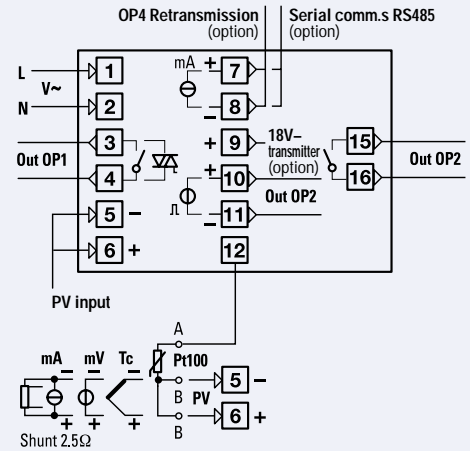 OP4 Retransmission
(option)
Serial comm.s RS485
(option)
mA + 7
L 1
V~
N 2
− 8
3
+ 9 18V–
transmitter
(option)
15
Out OP1
Out OP2
4
+ 10
16
Out OP2
5 −
− 11
6 +
12
PV input
A
mA mV Tc
Pt100
− − −
B PV 5 −
+ + +
B 6 +
Shunt 2.5Ω